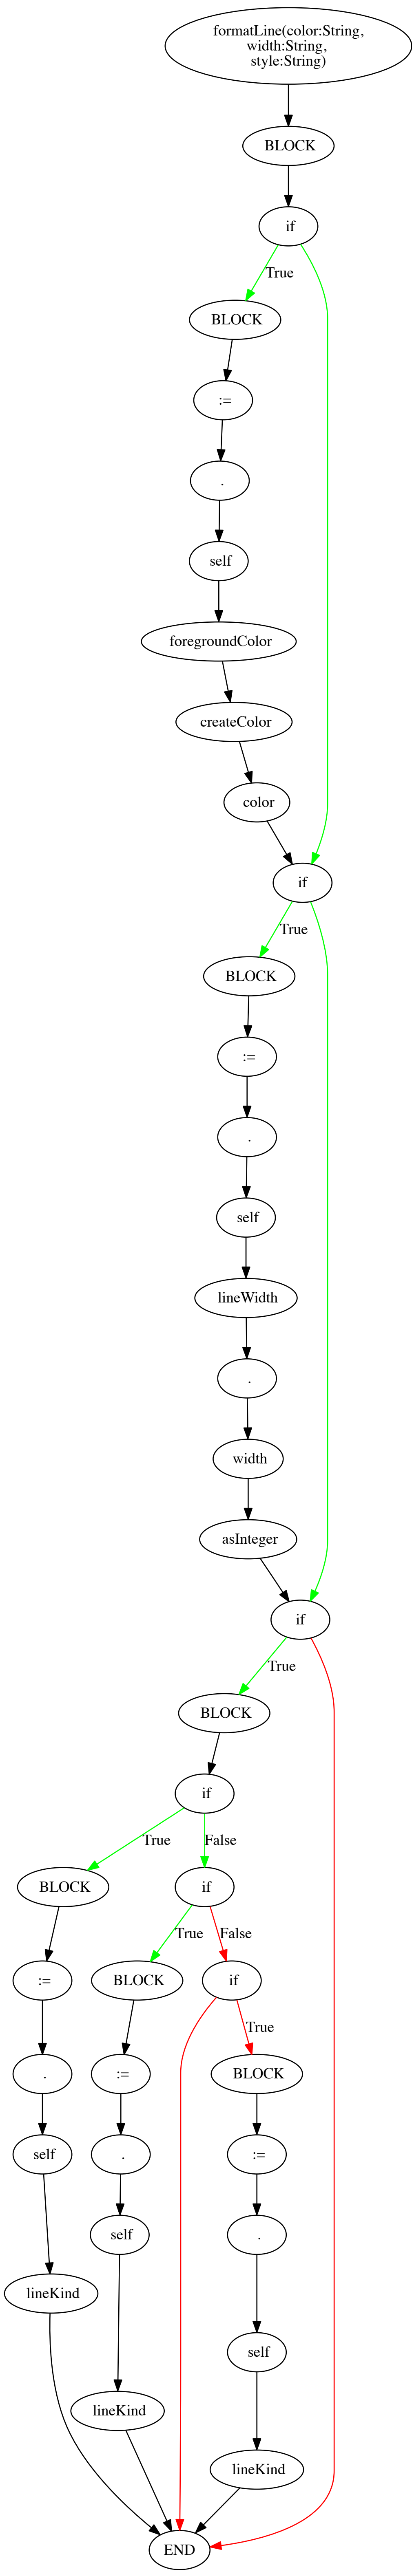 formatLine(color:String,
width:String,
style:String)
BLOCK
if
True
BLOCK
:=
.
self
foregroundColor
createColor
color
if
True
BLOCK
:=
.
self
lineWidth
.
width
asInteger
if
True
BLOCK
if
True
False
BLOCK
if
True
False
:=
BLOCK
if
True
.
:=
BLOCK
self
.
:=
self
.
lineKind
self
lineKind
lineKind
END